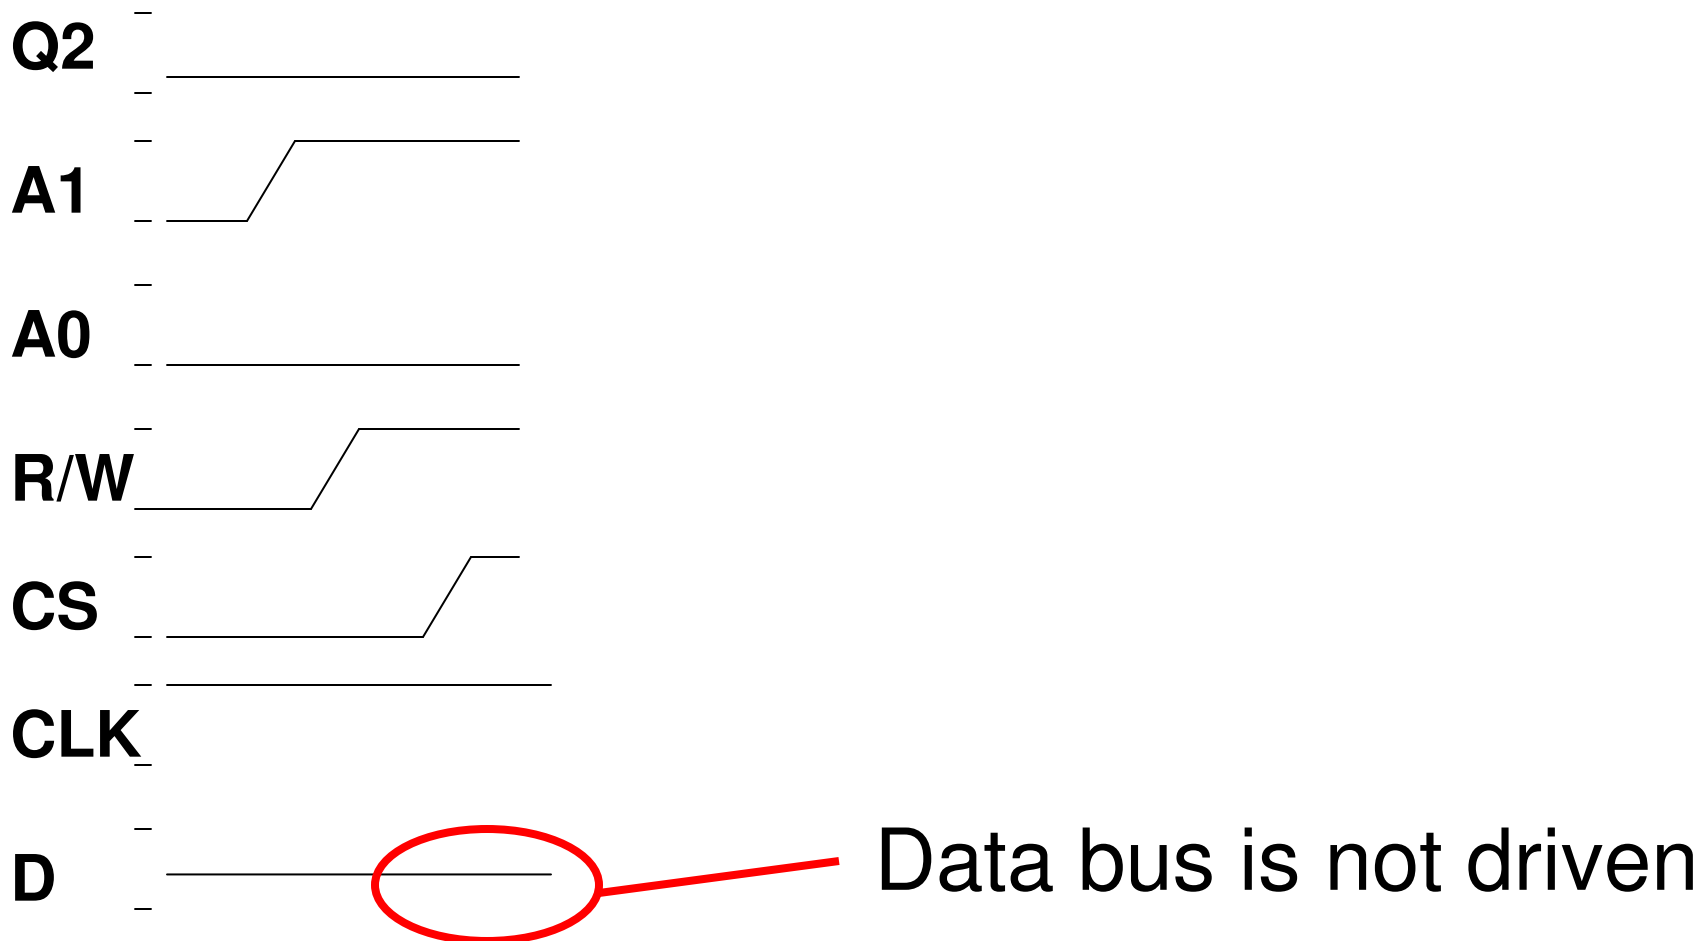 Q2
A1
A0
R/W
CS
CLK
D
Data bus is not driven